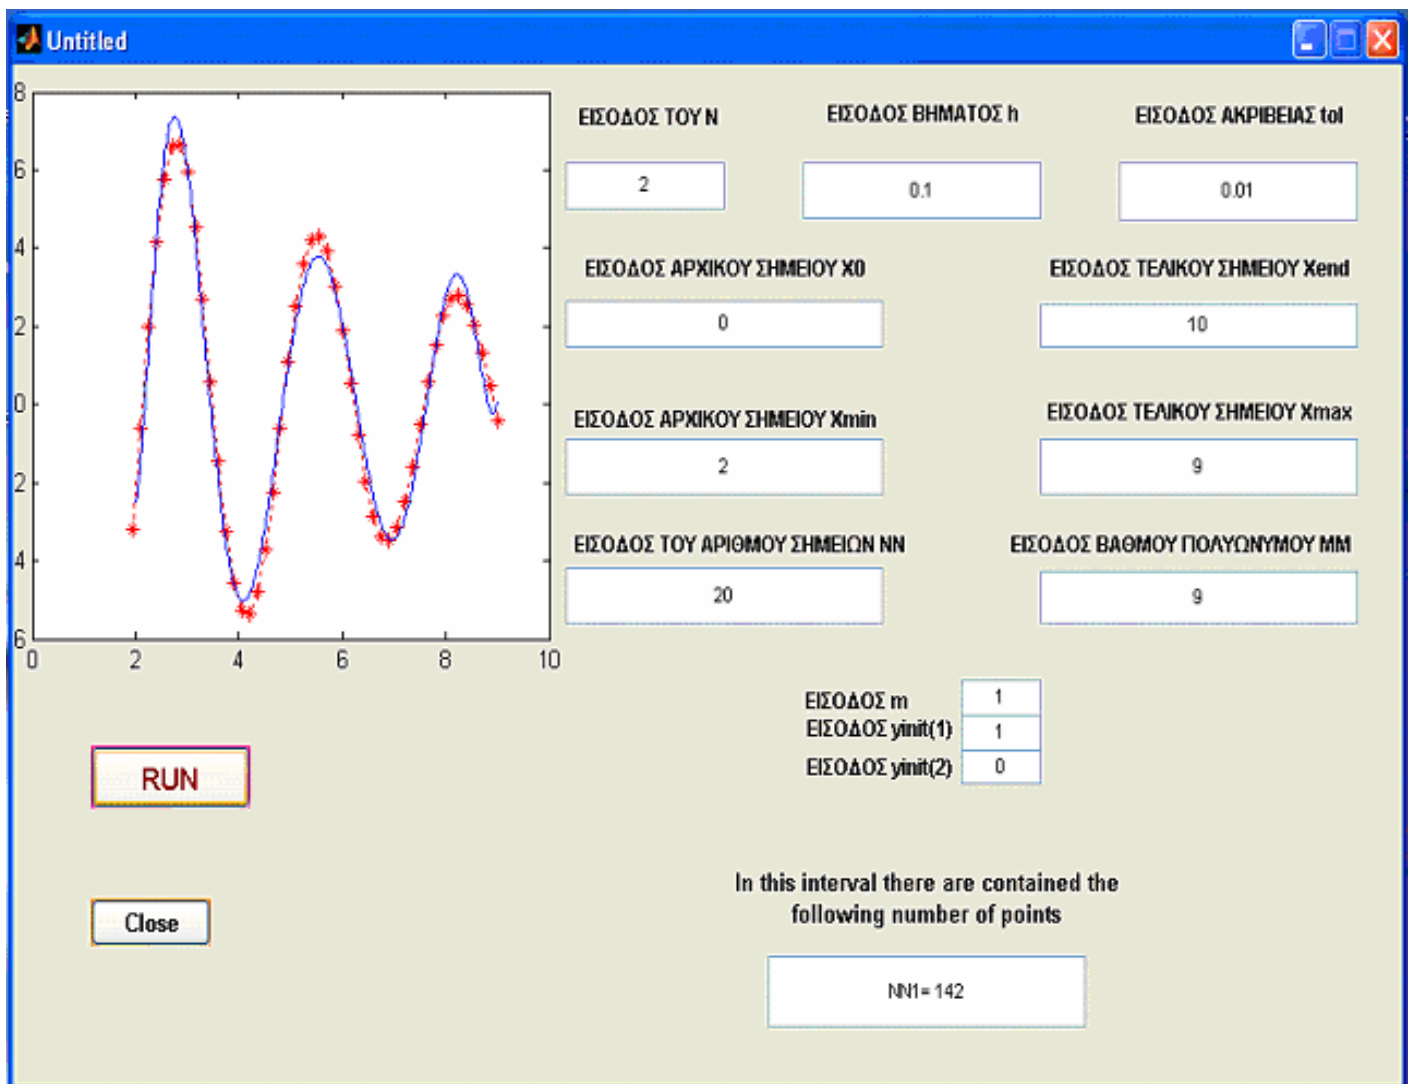 Untitled
8
6
4
2
0
2
4
6
0 2 4 6 8 10
ΕΙΣΟΔΟΣ ΤΟΥ Ν
2
ΕΙΣΟΔΟΣ ΒΗΜΑΤΟΣ h
0.1
ΕΙΣΟΔΟΣ ΑΚΡΙΒΕΙΑΣ tol
0.01
ΕΙΣΟΔΟΣ ΑΡΧΙΚΟΥ ΣΗΜΕΙΟΥ X0
0
ΕΙΣΟΔΟΣ ΤΕΛΙΚΟΥ ΣΗΜΕΙΟΥ Xend
10
ΕΙΣΟΔΟΣ ΑΡΧΙΚΟΥ ΣΗΜΕΙΟΥ Xmin
2
ΕΙΣΟΔΟΣ ΤΕΛΙΚΟΥ ΣΗΜΕΙΟΥ Xmax
9
ΕΙΣΟΔΟΣ ΤΟΥ ΑΡΙΘΜΟΥ ΣΗΜΕΙΩΝ NN
20
ΕΙΣΟΔΟΣ ΒΑΘΜΟΥ ΠΟΛΥΩΝΥΜΟΥ MM
9
ΕΙΣΟΔΟΣ m
1
ΕΙΣΟΔΟΣ yinit(1)
1
ΕΙΣΟΔΟΣ yinit(2)
0
RUN
Close
In this interval there are contained the
following number of points
NN1= 142